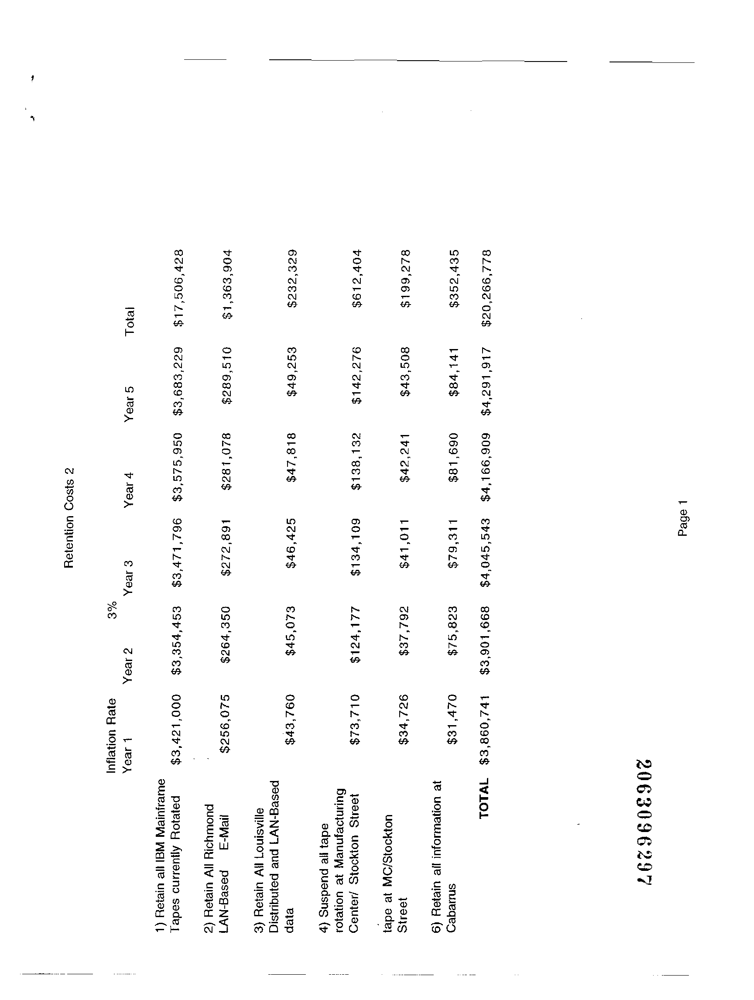 Retention Costs 2
Inflation Rate 3%
Year 1 Year 2 Year 3 Year 4 Year 5 Total
1) Retain all IBM Mainframe
Tapes currently Rotated $3,421,000 $3,354,453 $3,471,796 $3,575,950 $3,683,229 $17,506,428
2) Retain All Richmond
LAN-Based E-Mail $256,075 $264,350 $272,891 $281,078 $289,510 $1,363,904
3) Retain All Louisville
Distributed and LAN-Based
data $43,760 $45,073 $46,425 $47,818 $49,253 $232,329
4) Suspend all tape
rotation at Manufacturing
Center/ Stockton Street $73,710 $124,177 $134,109 $138,132 $142,276 $612,404
tape at MC/Stockton
Street $34,726 $37,792 $41,011 $42,241 $43,508 $199,278
6) Retain all information at
Cabarrus $31,470 $75,823 $79,311 $81,690 $84,141 $352,435
TOTAL $3,860,741 $3,901,668 $4,045,543 $4,166,909 $4,291,917 $20,266,778
Page 1
2063096297